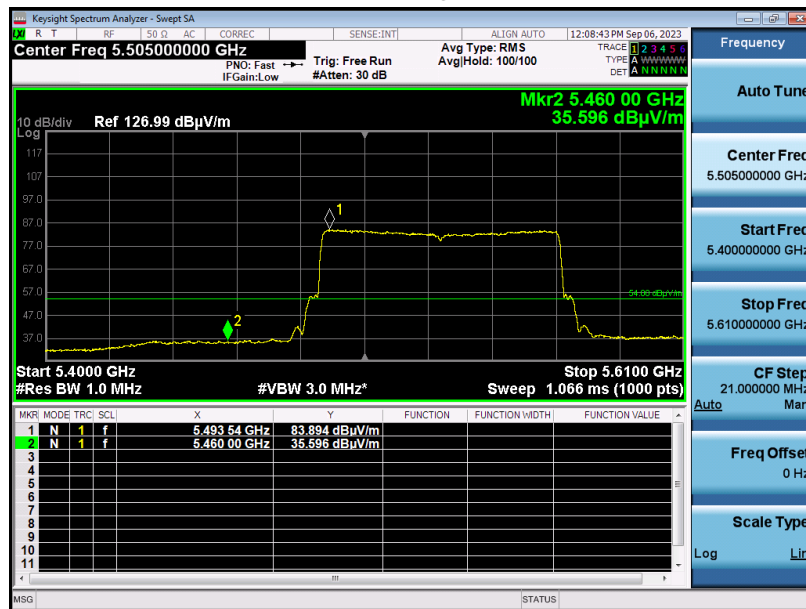 Keysight Spectrum Analyzer - Swept SA
LXI R T RF 50 Ω AC CORREC SENSE:INT ALIGN AUTO 12:08:43 PM Sep 06, 2023
Center Freq 5.505000000 GHz
PNO: Fast
IFGain:Low
Trig: Free Run
#Atten: 30 dB
Avg Type: RMS
Avg|Hold: 100/100
TRACE 1 2 3 4 5 6
TYPE A WWWWW
DET A N N N N N
Mkr2 5.460 00 GHz
35.596 dBµV/m
10 dB/div Ref 126.99 dBµV/m
Log
117
107
97.0
87.0
77.0
67.0
57.0
47.0
37.0
1
2
54.00 dBµV/m
Start 5.4000 GHz Stop 5.6100 GHz
#Res BW 1.0 MHz #VBW 3.0 MHz* Sweep 1.066 ms (1000 pts)
MKR MODE TRC SCL X Y FUNCTION FUNCTION WIDTH FUNCTION VALUE
1 N 1 f 5.493 54 GHz 83.894 dBµV/m
2 N 1 f 5.460 00 GHz 35.596 dBµV/m
3
4
5
6
7
8
9
10
11
MSG STATUS
Frequency
Auto Tune
Center Freq
5.505000000 GHz
Start Freq
5.400000000 GHz
Stop Freq
5.610000000 GHz
CF Step
21.000000 MHz
Auto Man
Freq Offset
0 Hz
Scale Type
Log Lin